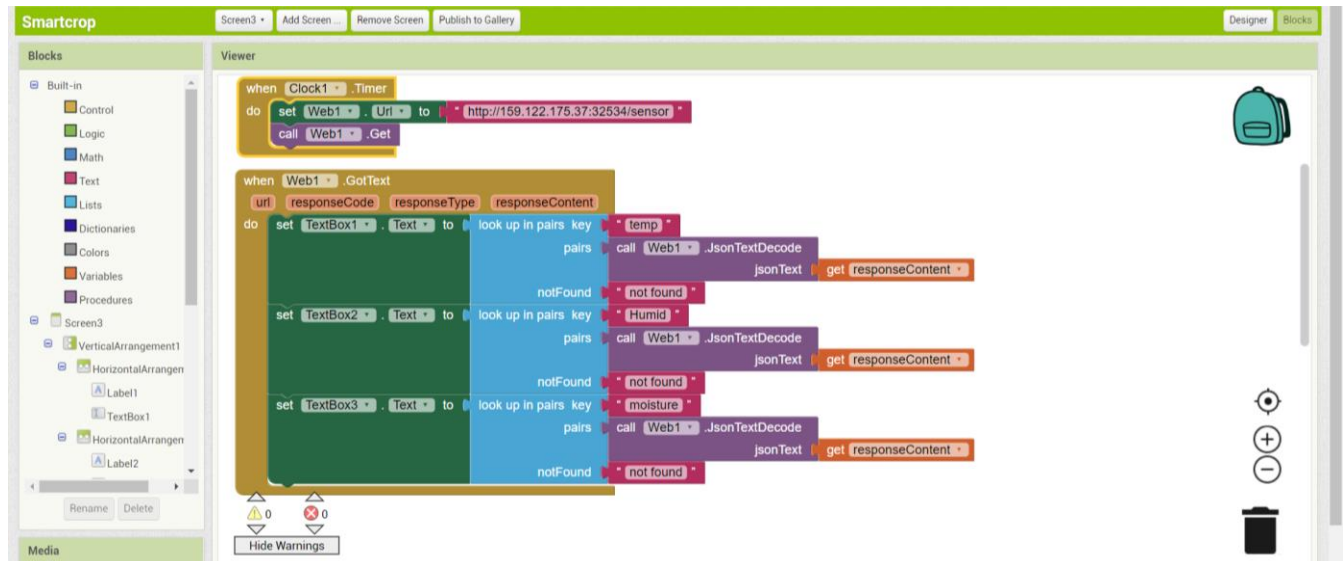 Smartcrop Screen3 Add Screen ... Remove Screen Publish to Gallery Designer Blocks
Blocks
Built-in
Control
Logic
Math
Text
Lists
Dictionaries
Colors
Variables
Procedures
Screen3
VerticalArrangement1
HorizontalArrangen
Label1
TextBox1
HorizontalArrangen
Label2
Rename Delete
Media
Viewer
when Clock1 .Timer
do set Web1 . Url to " http://159.122.175.37:32534/sensor "
call Web1 .Get
when Web1 .GotText
url responseCode responseType responseContent
do set TextBox1 . Text to look up in pairs key " temp "
pairs call Web1 .JsonTextDecode
jsonText get responseContent
notFound " not found "
set TextBox2 . Text to look up in pairs key " Humid "
pairs call Web1 .JsonTextDecode
jsonText get responseContent
notFound " not found "
set TextBox3 . Text to look up in pairs key " moisture "
pairs call Web1 .JsonTextDecode
jsonText get responseContent
notFound " not found "
0 0
Hide Warnings